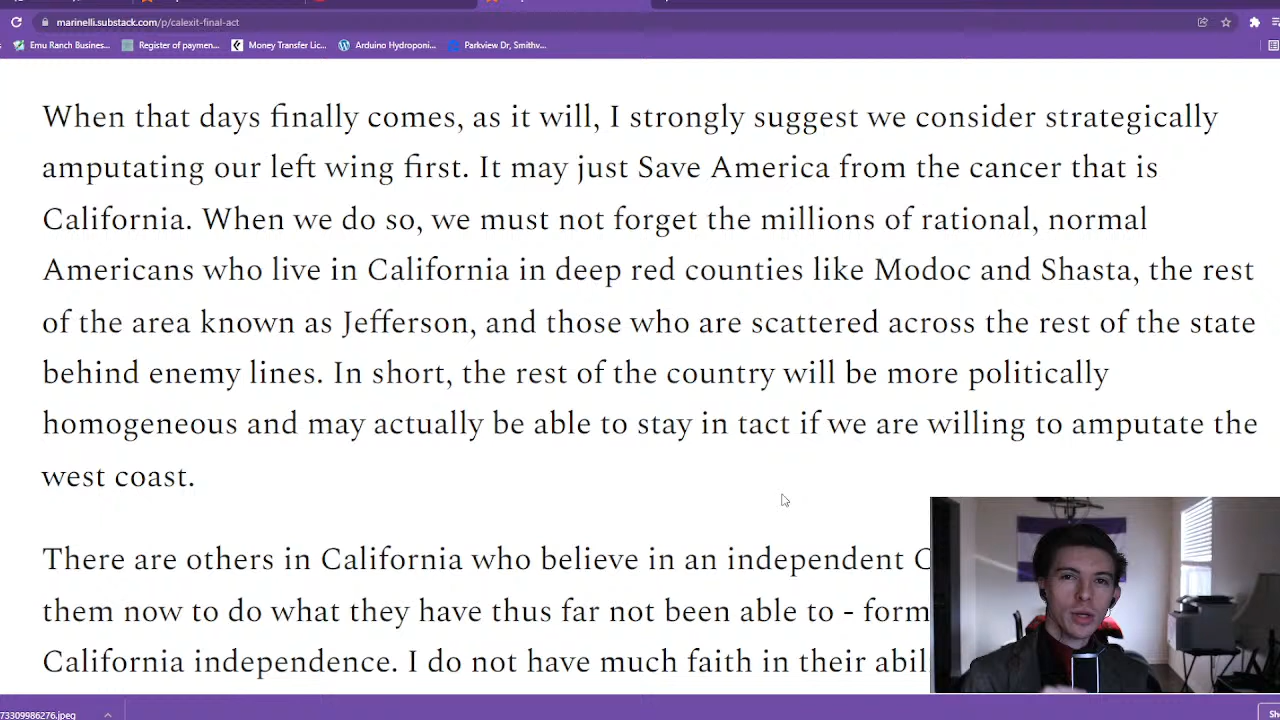 marinelli.substack.com/p/calexit-final-act
Emu Ranch Busines... Register of paymen... Money Transfer Lic... Arduino Hydroponi... Parkview Dr, Smithv...
When that days finally comes, as it will, I strongly suggest we consider strategically
amputating our left wing first. It may just Save America from the cancer that is
California. When we do so, we must not forget the millions of rational, normal
Americans who live in California in deep red counties like Modoc and Shasta, the rest
of the area known as Jefferson, and those who are scattered across the rest of the state
behind enemy lines. In short, the rest of the country will be more politically
homogeneous and may actually be able to stay in tact if we are willing to amputate the
west coast.
There are others in California who believe in an independent C
them now to do what they have thus far not been able to - form
California independence. I do not have much faith in their abil
73309986276.jpeg
Sh